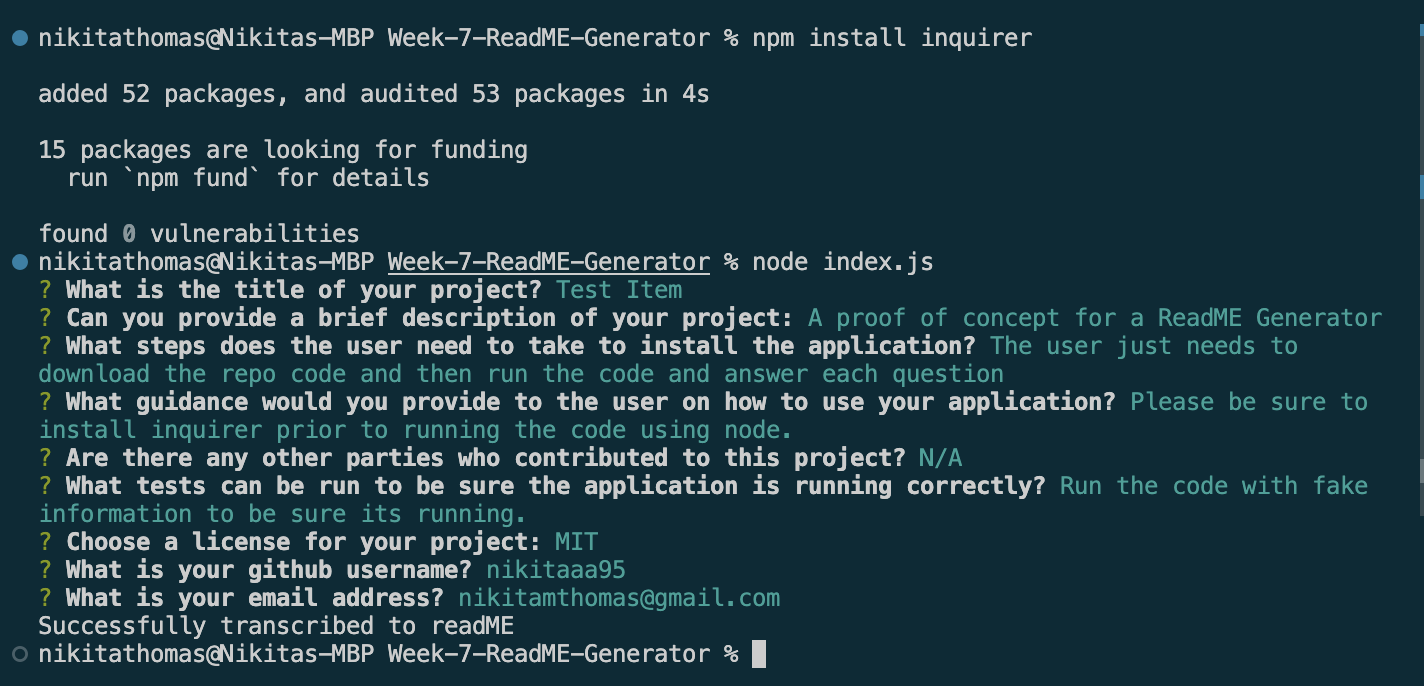 nikitathomas@Nikitas-MBP Week-7-ReadME-Generator % npm install inquirer
added 52 packages, and audited 53 packages in 4s
15 packages are looking for funding
run `npm fund` for details
found 0 vulnerabilities
nikitathomas@Nikitas-MBP Week-7-ReadME-Generator % node index.js
? What is the title of your project? Test Item
? Can you provide a brief description of your project: A proof of concept for a ReadME Generator
? What steps does the user need to take to install the application? The user just needs to
download the repo code and then run the code and answer each question
? What guidance would you provide to the user on how to use your application? Please be sure to
install inquirer prior to running the code using node.
? Are there any other parties who contributed to this project? N/A
? What tests can be run to be sure the application is running correctly? Run the code with fake
information to be sure its running.
? Choose a license for your project: MIT
? What is your github username? nikitaaa95
? What is your email address? nikitamthomas@gmail.com
Successfully transcribed to readME
nikitathomas@Nikitas-MBP Week-7-ReadME-Generator %